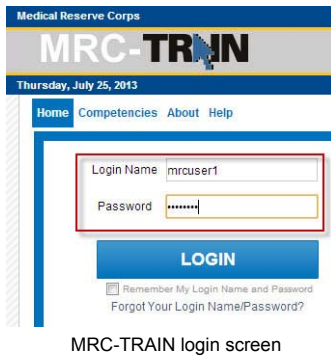 Medical Reserve Corps
MRC-TRAIN
Thursday, July 25, 2013
Home Competencies About Help
Login Name mrcuser1
Password ••••••••
LOGIN
Remember My Login Name and Password
Forgot Your Login Name/Password?
MRC-TRAIN login screen